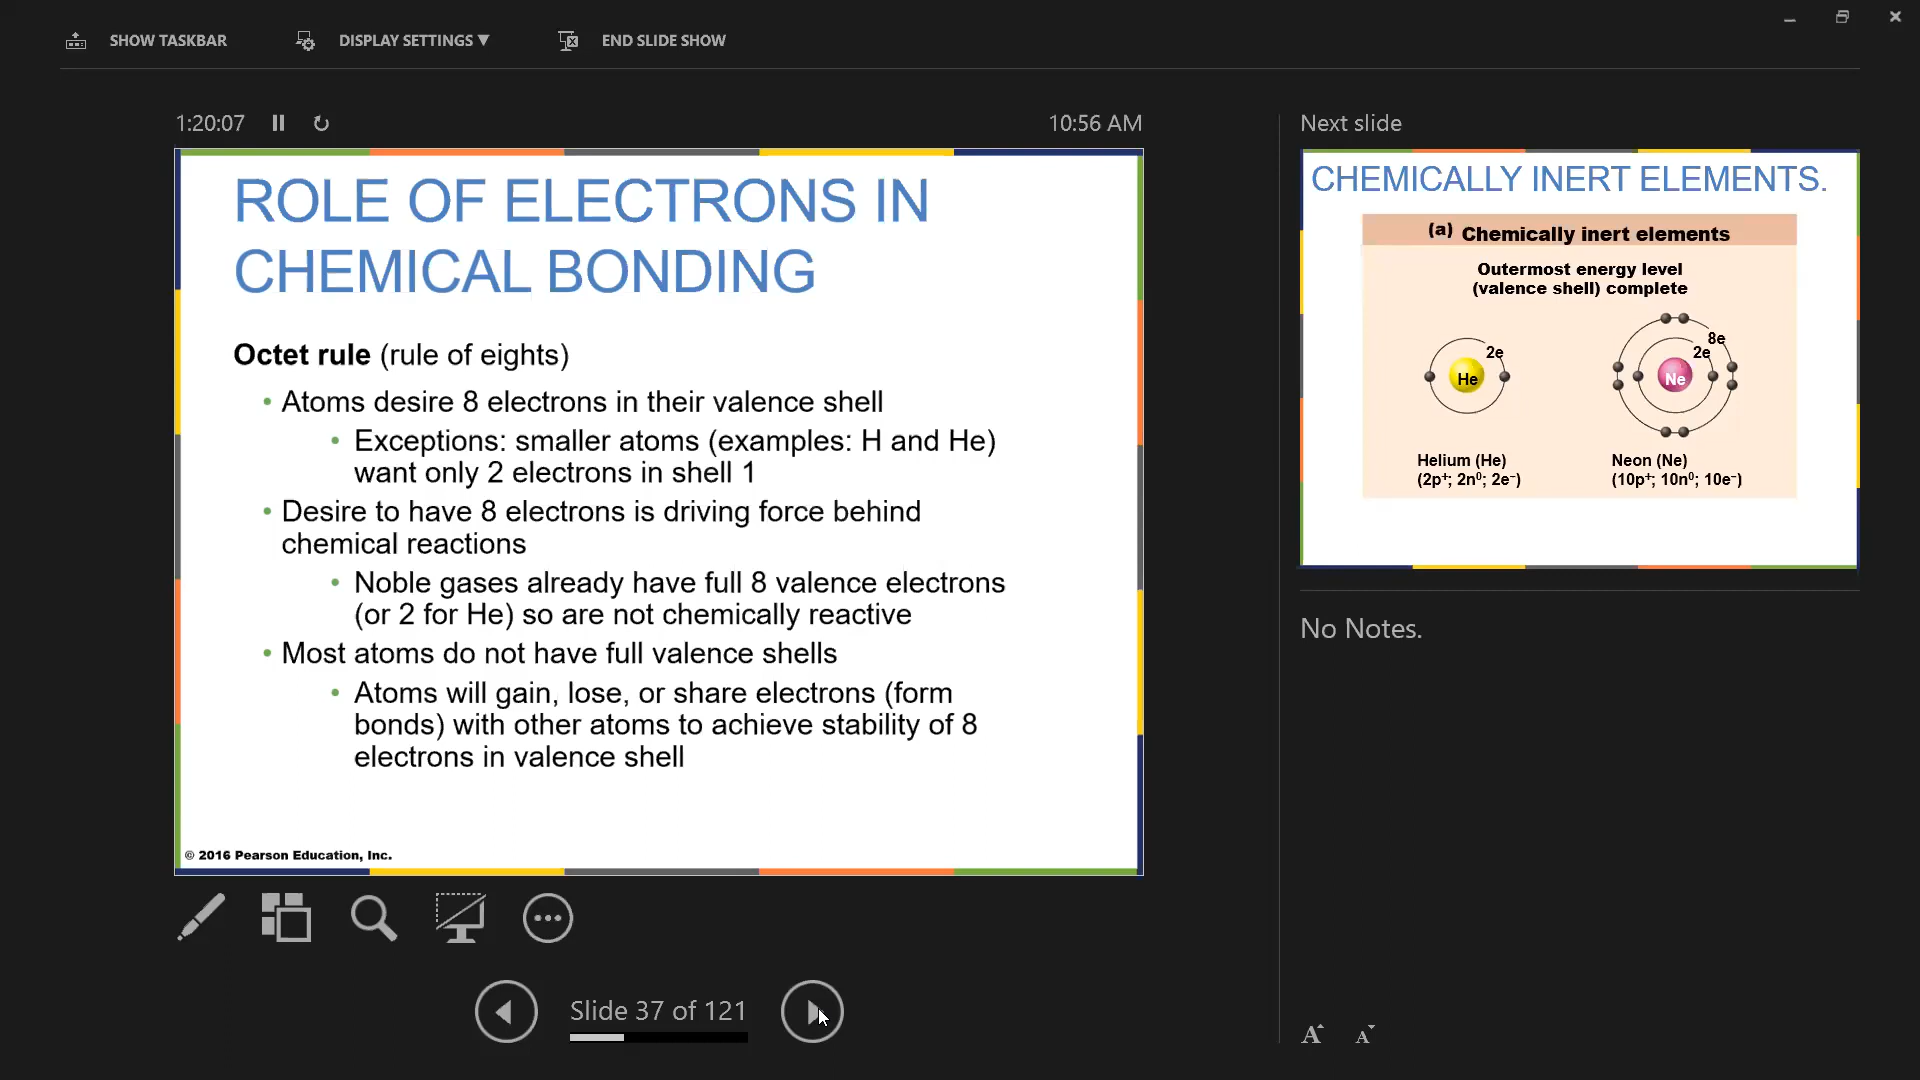 SHOW TASKBAR
DISPLAY SETTINGS ▼
END SLIDE SHOW
1:20:07
10:56 AM
ROLE OF ELECTRONS IN
CHEMICAL BONDING
Octet rule (rule of eights)
• Atoms desire 8 electrons in their valence shell
• Exceptions: smaller atoms (examples: H and He)
want only 2 electrons in shell 1
• Desire to have 8 electrons is driving force behind
chemical reactions
• Noble gases already have full 8 valence electrons
(or 2 for He) so are not chemically reactive
• Most atoms do not have full valence shells
• Atoms will gain, lose, or share electrons (form
bonds) with other atoms to achieve stability of 8
electrons in valence shell
© 2016 Pearson Education, Inc.
Slide 37 of 121
Next slide
CHEMICALLY INERT ELEMENTS.
(a) Chemically inert elements
Outermost energy level
(valence shell) complete
2e
He
8e
2e
Ne
Helium (He)
(2p⁺; 2n⁰; 2e⁻)
Neon (Ne)
(10p⁺; 10n⁰; 10e⁻)
No Notes.
A A